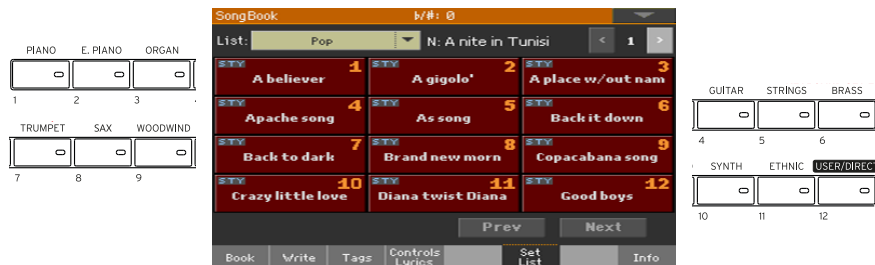 SongBook ♭/#: 0
List: Pop N: A nite in Tunisi < 1 >
STY 1 STY 2 STY 3
A believer A gigolo' A place w/out nam
STY 4 STY 5 STY 6
Apache song As song Back it down
STY 7 STY 8 STY 9
Back to dark Brand new morn Copacabana song
STY 10 STY 11 STY 12
Crazy little love Diana twist Diana Good boys
Prev Next
Book Write Tags Controls Lyrics Set List Info
PIANO E. PIANO ORGAN
1 2 3
TRUMPET SAX WOODWIND
7 8 9
GUITAR STRINGS BRASS
4 5 6
SYNTH ETHNIC USER/DIRECT
10 11 12